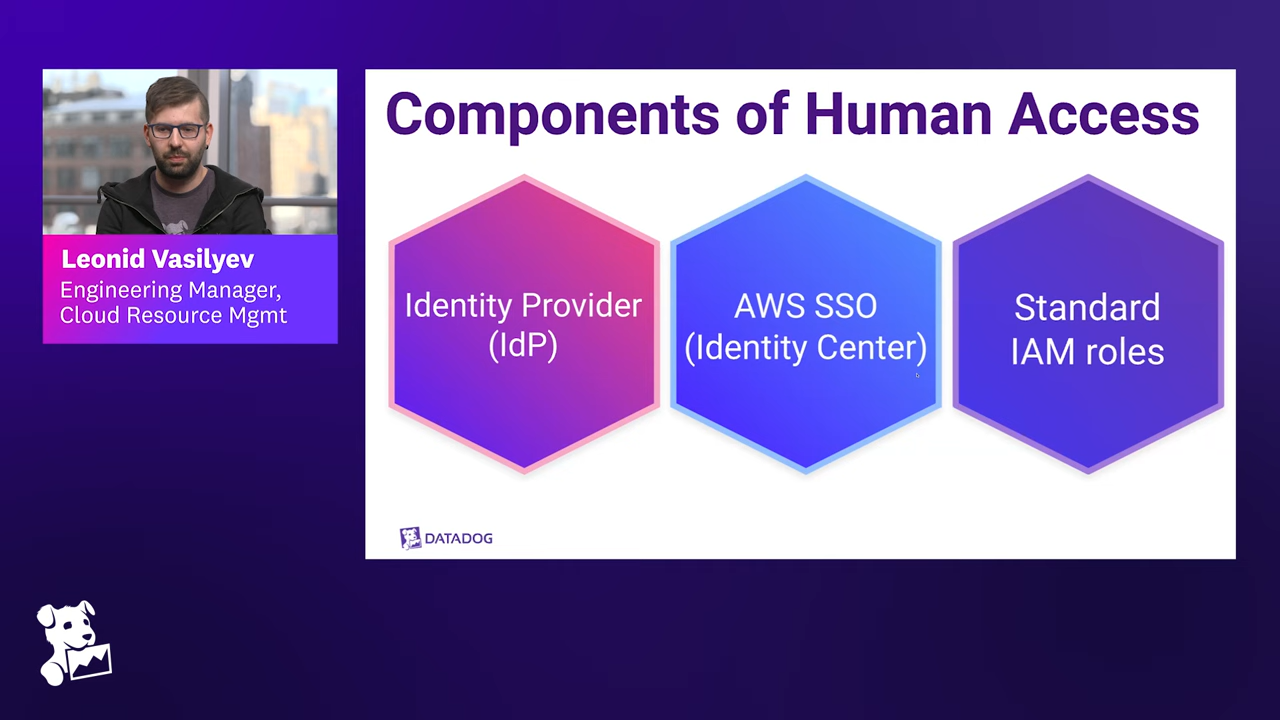 Leonid Vasilyev
Engineering Manager,
Cloud Resource Mgmt
Components of Human Access
Identity Provider
(IdP)
AWS SSO
(Identity Center)
Standard
IAM roles
DATADOG